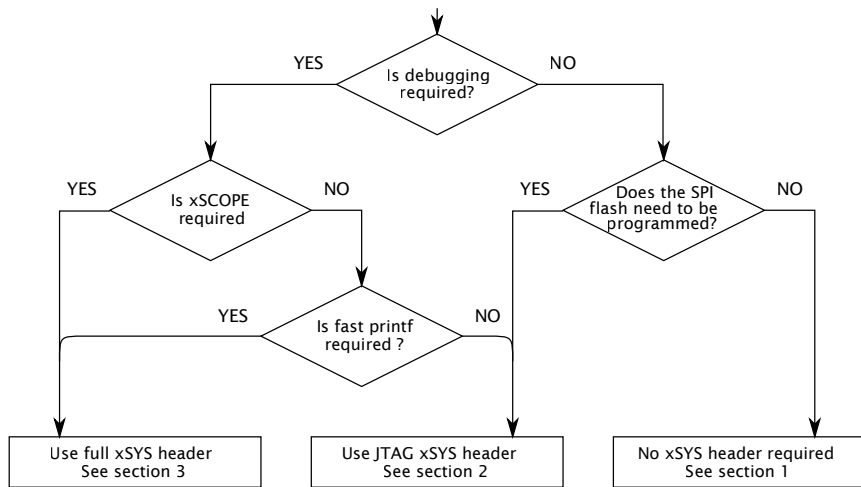 YES
NO
Is debugging
required?
YES
NO
Is xSCOPE
required
YES
NO
Does the SPI
flash need to be
programmed?
YES
NO
Is fast printf
required ?
Use full xSYS header
See section 3
Use JTAG xSYS header
See section 2
No xSYS header required
See section 1